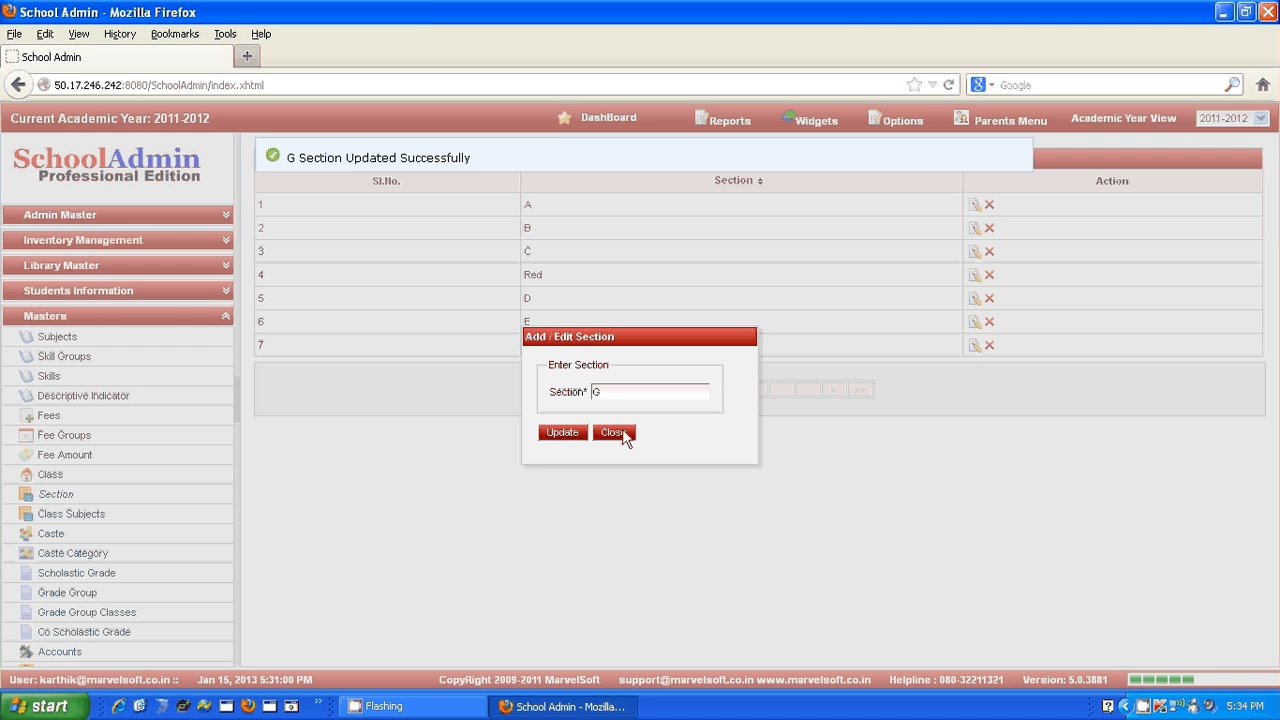 School Admin - Mozilla Firefox
File Edit View History Bookmarks Tools Help
School Admin
50.17.246.242:8080/SchoolAdmin/index.xhtml
Google
Current Academic Year: 2011-2012
DashBoard
Reports
Widgets
Options
Parents Menu
Academic Year View
2011-2012
SchoolAdmin
Professional Edition
G Section Updated Successfully
Sl.No. Section Action
1 A
2 B
3 C
4 Red
5 D
6 E
7
Admin Master
Inventory Management
Library Master
Students Information
Masters
Subjects
Skill Groups
Skills
Descriptive Indicator
Fees
Fee Groups
Fee Amount
Class
Section
Class Subjects
Caste
Caste Category
Scholastic Grade
Grade Group
Grade Group Classes
Co Scholastic Grade
Accounts
Add / Edit Section
Enter Section
Section* G
Update Close
User: karthik@marvelsoft.co.in :: Jan 15, 2013 5:31:00 PM CopyRight 2009-2011 MarvelSoft support@marvelsoft.co.in www.marvelsoft.co.in Helpline : 080-32211321 Version: 5.0.3881
start
Flashing
School Admin - Mozilla...
5:34 PM